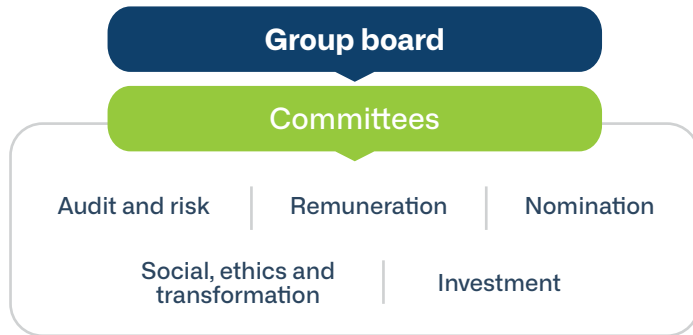 Group board
Committees
Audit and risk
Remuneration
Nomination
Social, ethics and
transformation
Investment